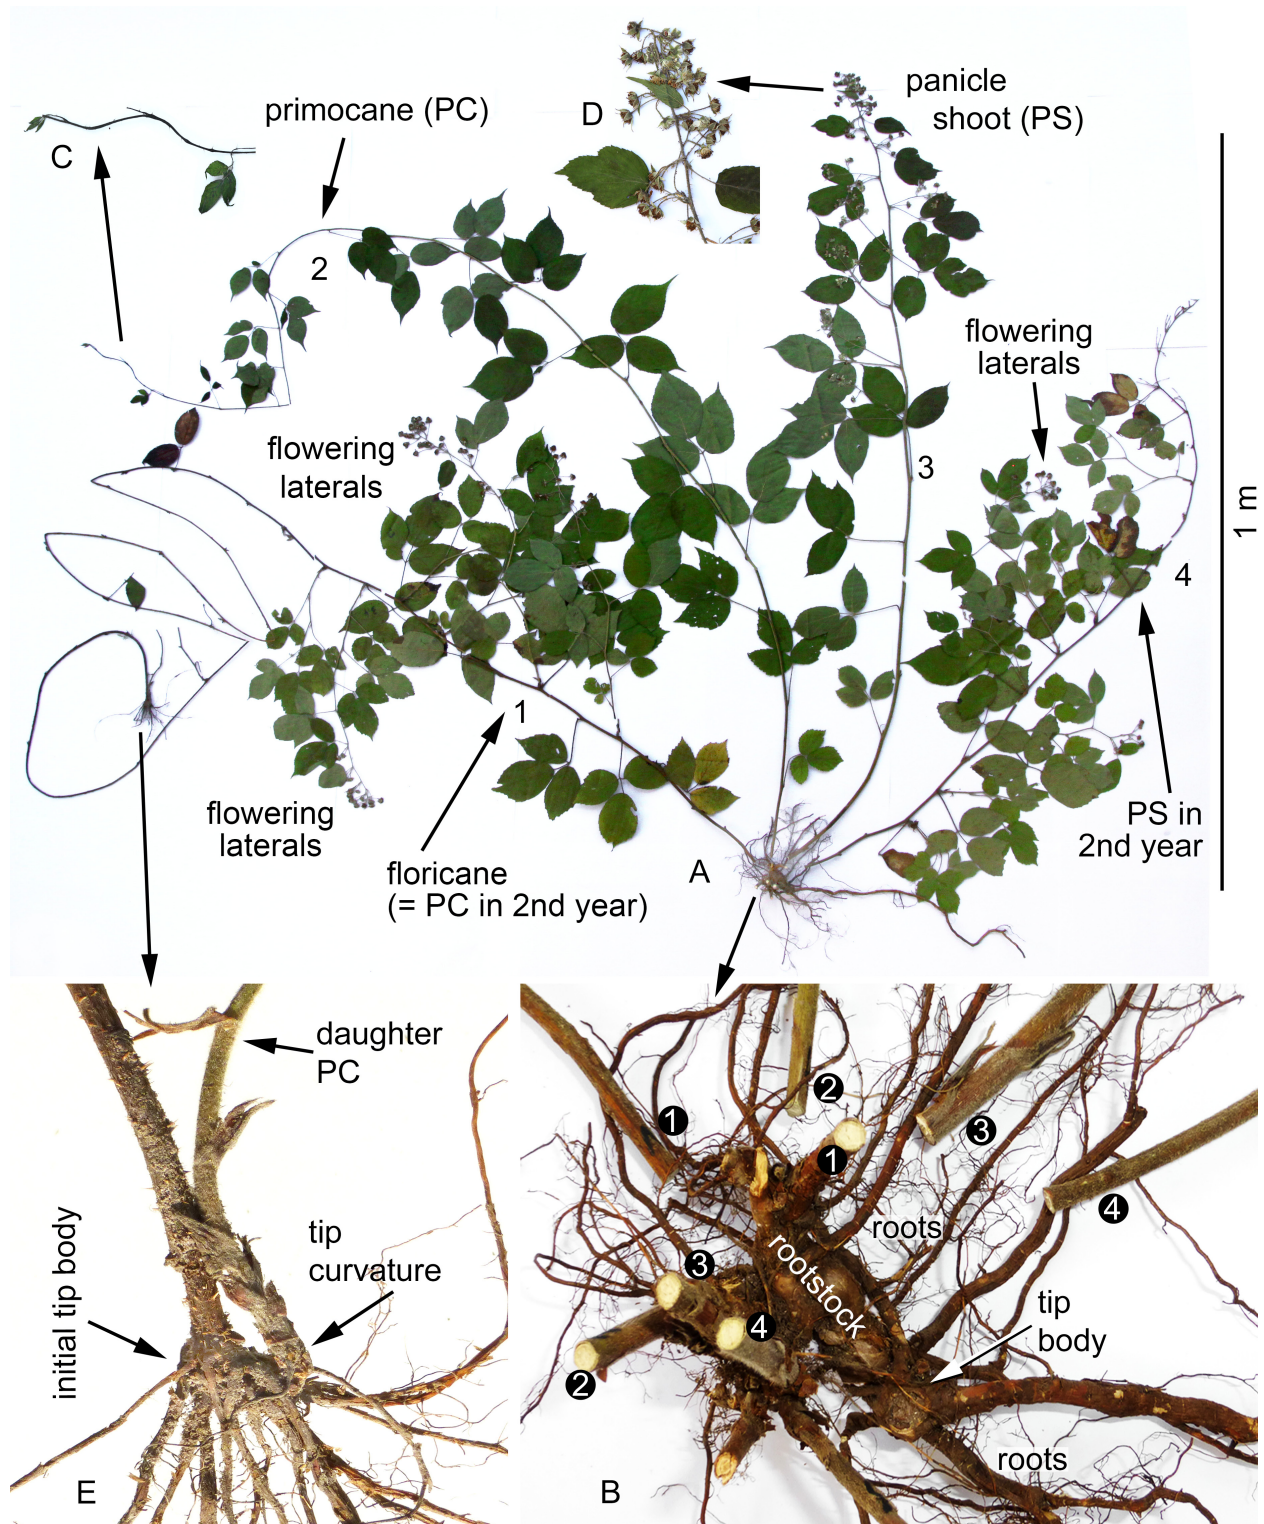 primocane (PC)
panicle
shoot (PS)
C
D
2
flowering
laterals
flowering
laterals
3
1 m
4
1
flowering
laterals
floricane
(= PC in 2nd year)
A
PS in
2nd year
daughter
PC
tip
curvature
initial tip body
E
1
2
3
1
4
roots
rootstock
3
4
2
tip
body
roots
B